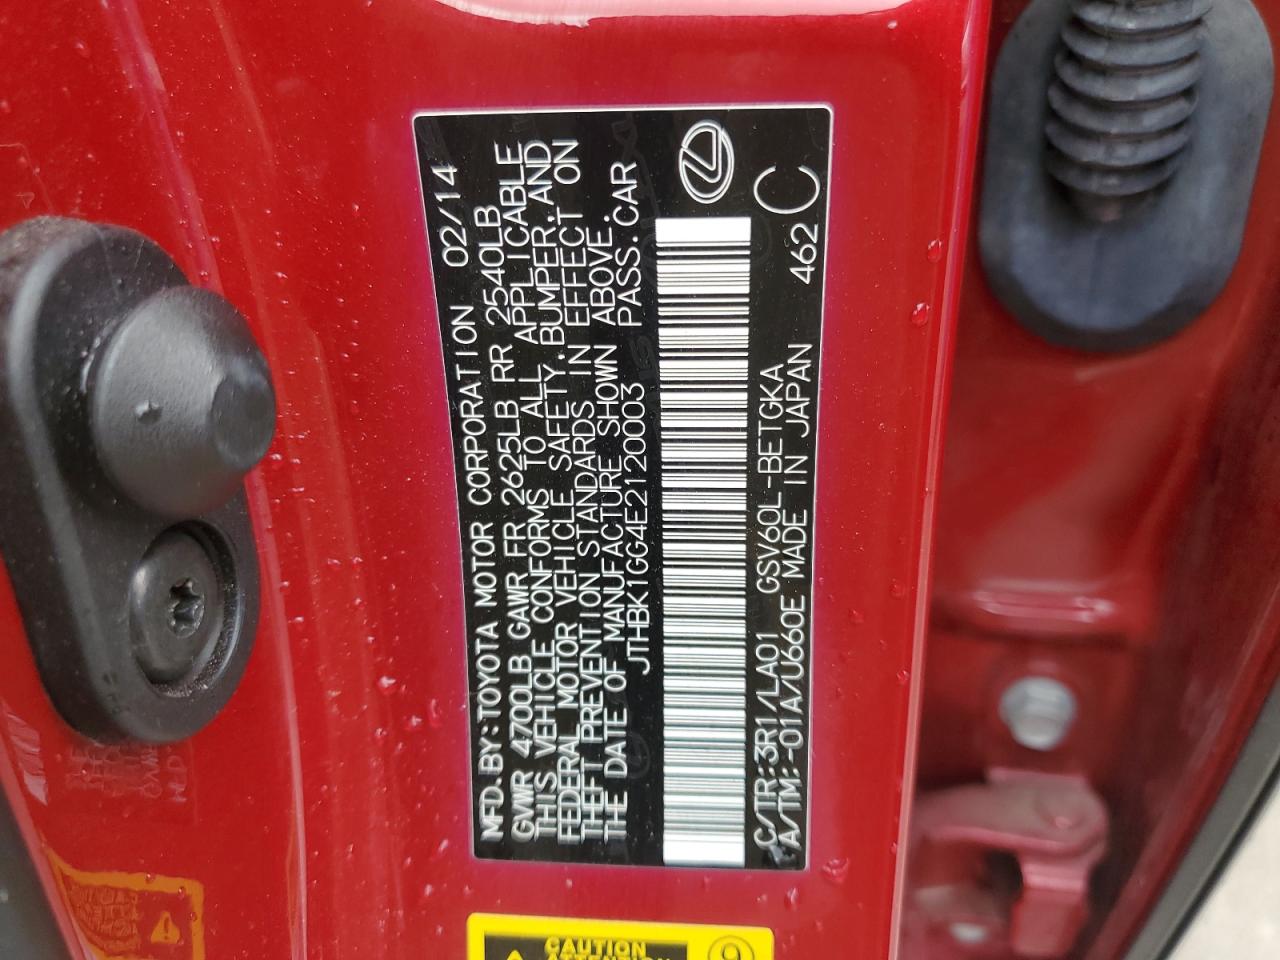 MFD.BY:TOYOTA MOTOR CORPORATION 02/14
GVWR 4700LB GAWR FR 2625LB RR 2540LB
THIS VEHICLE CONFORMS TO ALL APPLICABLE
FEDERAL MOTOR VEHICLE SAFETY,BUMPER,AND
THEFT PREVENTION STANDARDS IN EFFECT ON
THE DATE OF MANUFACTURE SHOWN ABOVE.
JTHBK1GG4E2120003 PASS.CAR
C/TR:3R1/LA01 GSV60L-BETGKA
A/TM:-01A/U660E MADE IN JAPAN 462 C
CAUTION
ATTENTION
9